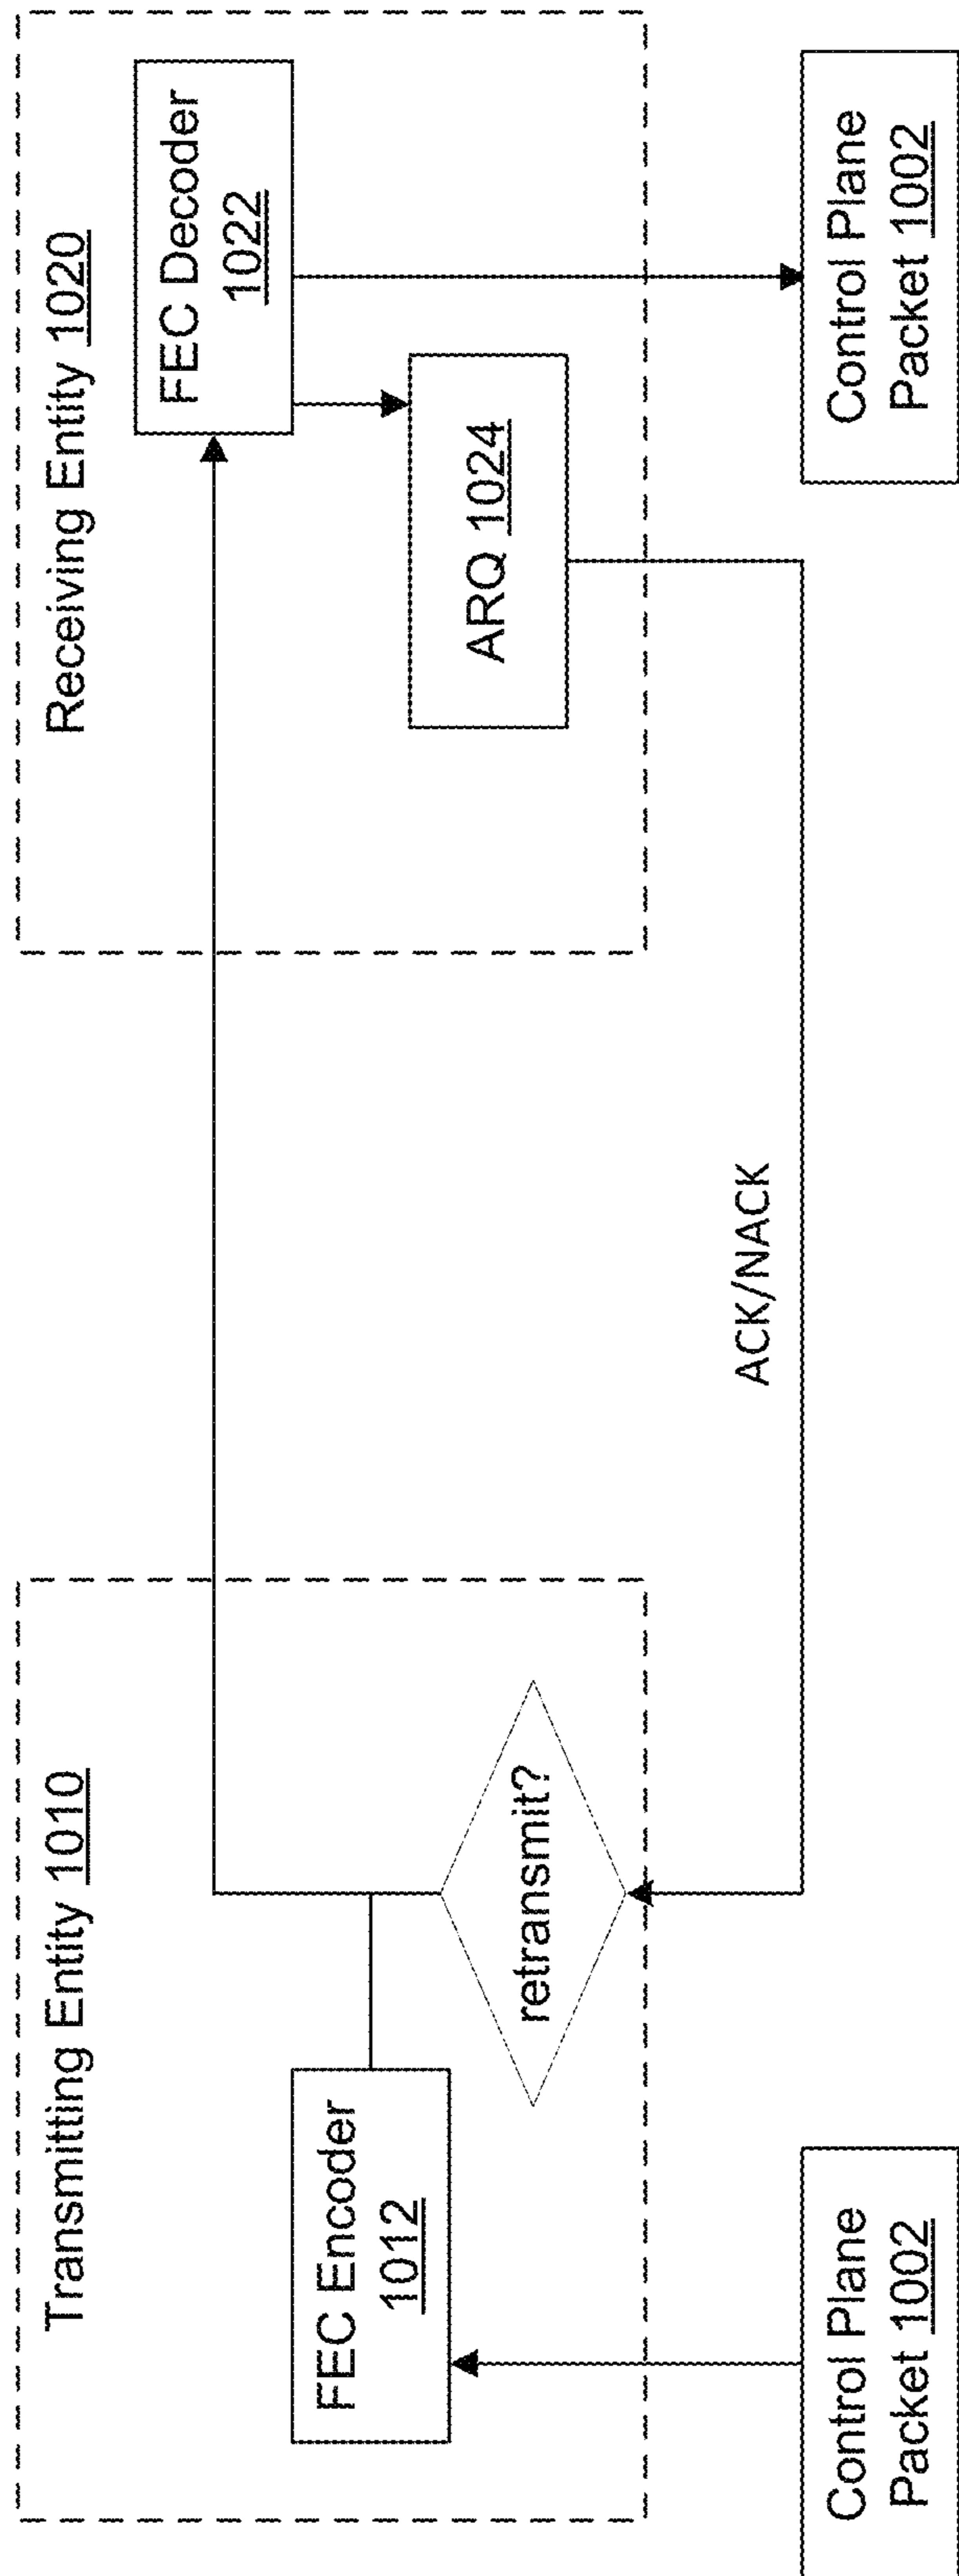 Transmitting Entity 1010
FEC Encoder
1012
retransmit?
Control Plane
Packet 1002
ACK/NACK
Receiving Entity 1020
FEC Decoder
1022
ARQ 1024
Control Plane
Packet 1002